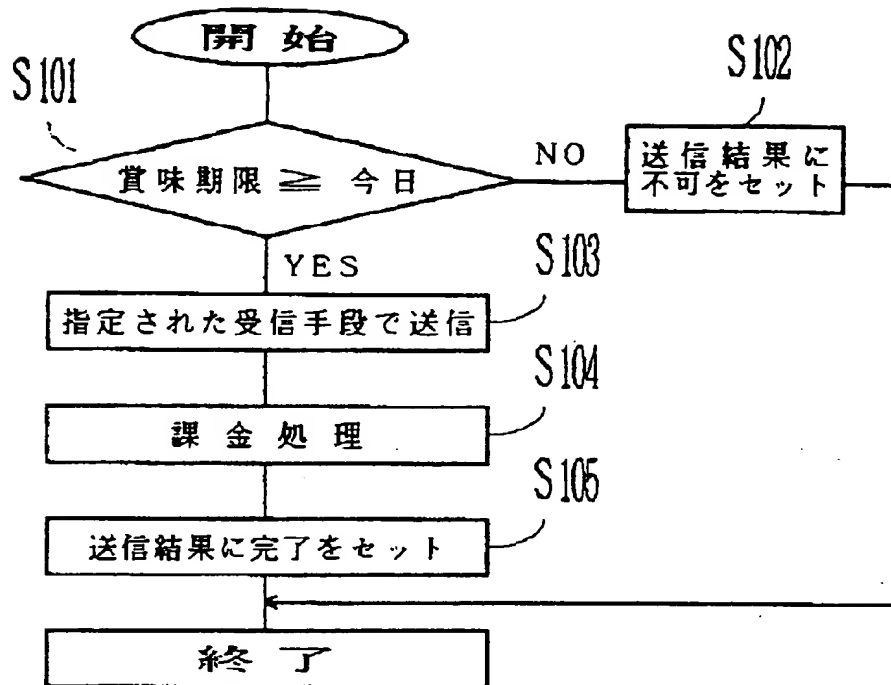 開始
S101
S102
賞味期限 ≧ 今日
NO
送信結果に
不可をセット
YES
S103
指定された受信手段で送信
S104
課金処理
S105
送信結果に完了をセット
終了